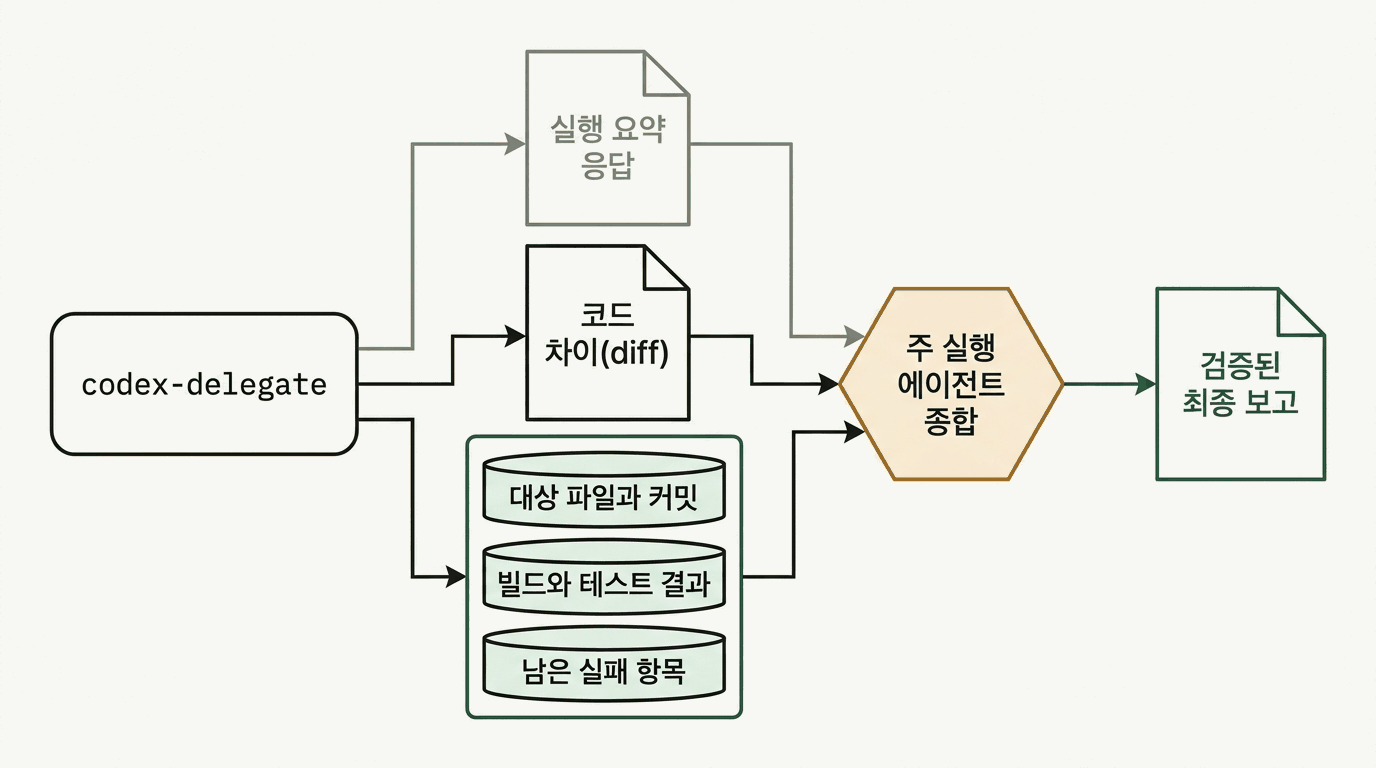 실행 요약
응답
코드
차이(diff)
codex-delegate
주 실행
에이전트
종합
검증된
최종 보고
대상 파일과 커밋
빌드와 테스트 결과
남은 실패 항목